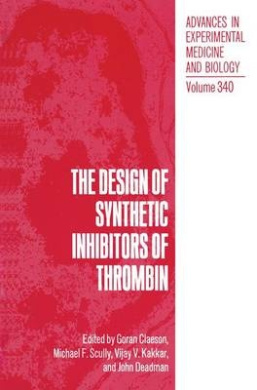 ADVANCES IN
EXPERIMENTAL
MEDICINE
AND BIOLOGY
Volume 340
THE DESIGN OF
SYNTHETIC
INHIBITORS OF
THROMBIN
Edited by Goran Claeson,
Michael F. Scully, Vijay V. Kakkar,
and John Deadman